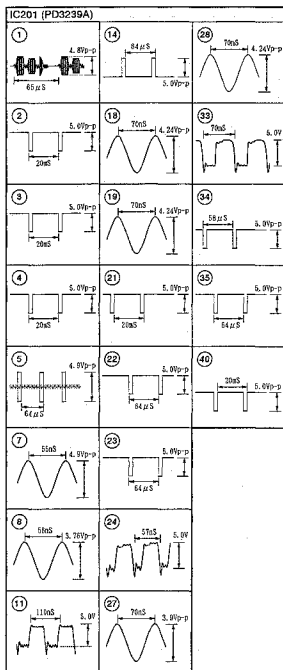 IC201 (PD3239A)
1
4.8Vp-p
65μS
2
5.0Vp-p
20mS
3
5.0Vp-p
20mS
4
5.0Vp-p
20mS
5
4.9Vp-p
64μS
7
55nS
4.9Vp-p
8
3.76Vp-p
11
110nS
5.0V
14
84μS
5.0Vp-p
18
70nS
4.24Vp-p
19
70nS
4.24Vp-p
21
5.0Vp-p
20mS
22
5.0Vp-p
64μS
23
5.0Vp-p
64μS
24
57nS
5.0V
27
70nS
3.9Vp-p
28
70nS
4.24Vp-p
33
70nS
5.0V
34
5.0Vp-p
35
5.0Vp-p
64μS
40
20mS
5.0Vp-p